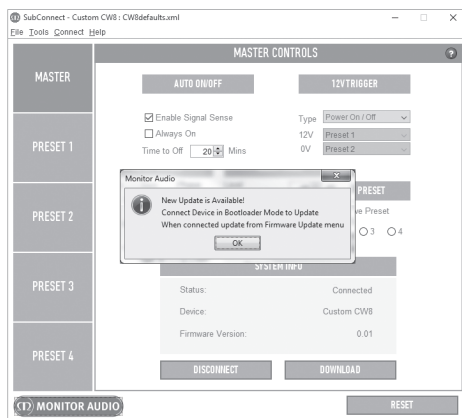 SubConnect - Custom CW8 : CW8defaults.xml
File Tools Connect Help
MASTER CONTROLS
?
MASTER
PRESET 1
PRESET 2
PRESET 3
PRESET 4
AUTO ON/OFF
12V TRIGGER
Enable Signal Sense
Always On
Time to Off 20 Mins
Type Power On / Off
12V Preset 1
0V Preset 2
Monitor Audio
New Update is Available!
Connect Device in Bootloader Mode to Update
When connected update from Firmware Update menu
OK
PRESET
Preset
3 4
SYSTEM INFO
Status: Connected
Device: Custom CW8
Firmware Version: 0.01
DISCONNECT
DOWNLOAD
MONITOR AUDIO
RESET